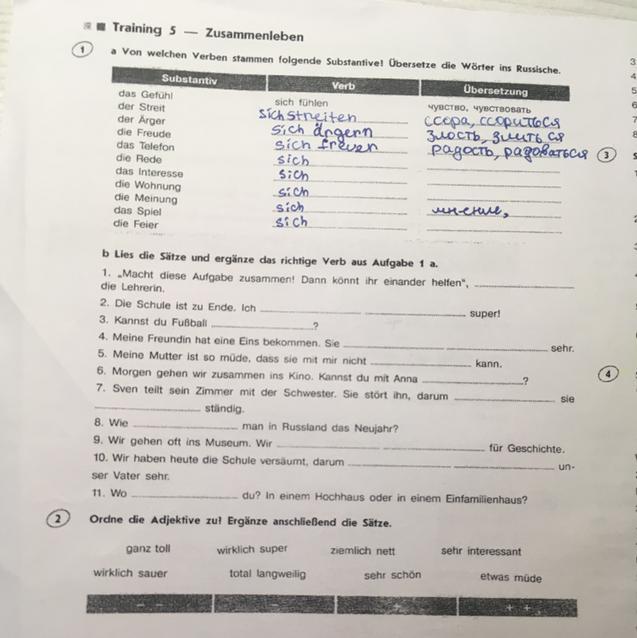 Training 5 — Zusammenleben
1 a Von welchen Verben stammen folgende Substantive! Übersetze die Wörter ins Russische.
Substantiv Verb Übersetzung
das Gefühl sich fühlen чувство, чувствовать
der Streit sich streiten ссора, ссориться
der Ärger sich ärgern злость, злиться
die Freude sich freuen радость, радоваться
das Telefon sich
die Rede sich
das Interesse sich
die Wohnung sich мнение,
die Meinung sich
das Spiel
die Feier
b Lies die Sätze und ergänze das richtige Verb aus Aufgabe 1 a.
1. „Macht diese Aufgabe zusammen! Dann könnt ihr einander helfen“,
die Lehrerin.
2. Die Schule ist zu Ende. Ich super!
3. Kannst du Fußball ?
4. Meine Freundin hat eine Eins bekommen. Sie sehr.
5. Meine Mutter ist so müde, dass sie mit mir nicht kann.
6. Morgen gehen wir zusammen ins Kino. Kannst du mit Anna ?
7. Sven teilt sein Zimmer mit der Schwester. Sie stört ihn, darum sie
ständig.
8. Wie man in Russland das Neujahr?
9. Wir gehen oft ins Museum. Wir für Geschichte.
10. Wir haben heute die Schule versäumt, darum un-
ser Vater sehr.
11. Wo du? In einem Hochhaus oder in einem Einfamilienhaus?
2 Ordne die Adjektive zu! Ergänze anschließend die Sätze.
ganz toll wirklich super ziemlich nett sehr interessant
wirklich sauer total langweilig sehr schön etwas müde
– – – + + +
3
4